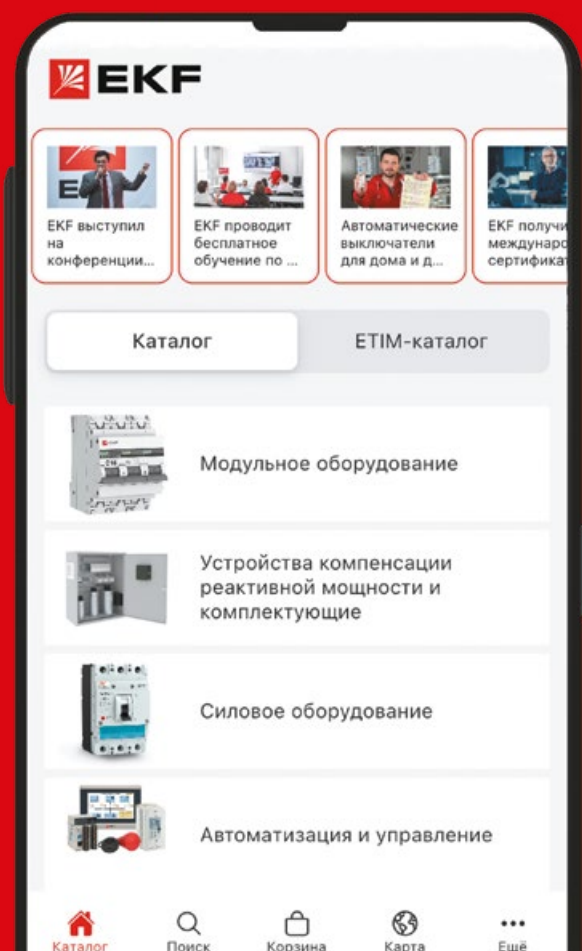 EKF
EKF выступил
на
конференции...
EKF проводит
бесплатное
обучение по ...
Автоматические
выключатели
для дома и д...
EKF получи
междунаро
сертифика
Каталог
ETIM-каталог
Модульное оборудование
Устройства компенсации
реактивной мощности и
комплектующие
Силовое оборудование
Автоматизация и управление
Каталог
Поиск
Корзина
Карта
Ещё